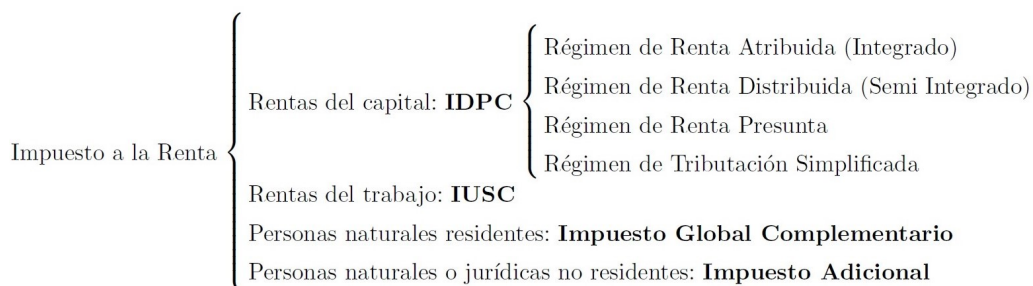 Impuesto a la Renta
Rentas del capital: IDPC
Régimen de Renta Atribuida (Integrado)
Régimen de Renta Distribuida (Semi Integrado)
Régimen de Renta Presunta
Régimen de Tributación Simplificada
Rentas del trabajo: IUSC
Personas naturales residentes: Impuesto Global Complementario
Personas naturales o jurídicas no residentes: Impuesto Adicional